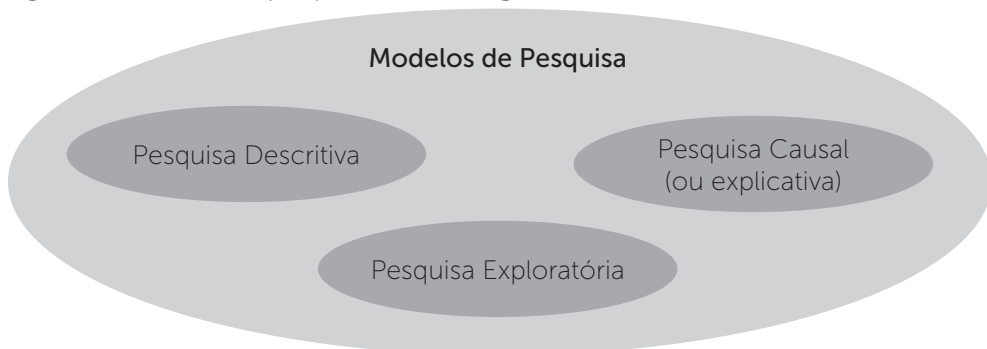 Modelos de Pesquisa
Pesquisa Descritiva
Pesquisa Causal
(ou explicativa)
Pesquisa Exploratória